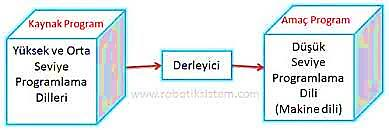 Kaynak Program
Yüksek ve Orta
Seviye
Programlama
Dilleri
Derleyici
Amaç Program
Düşük
Seviye
Programlama
Dili
(Makine dili)
www.robotiksistem.com